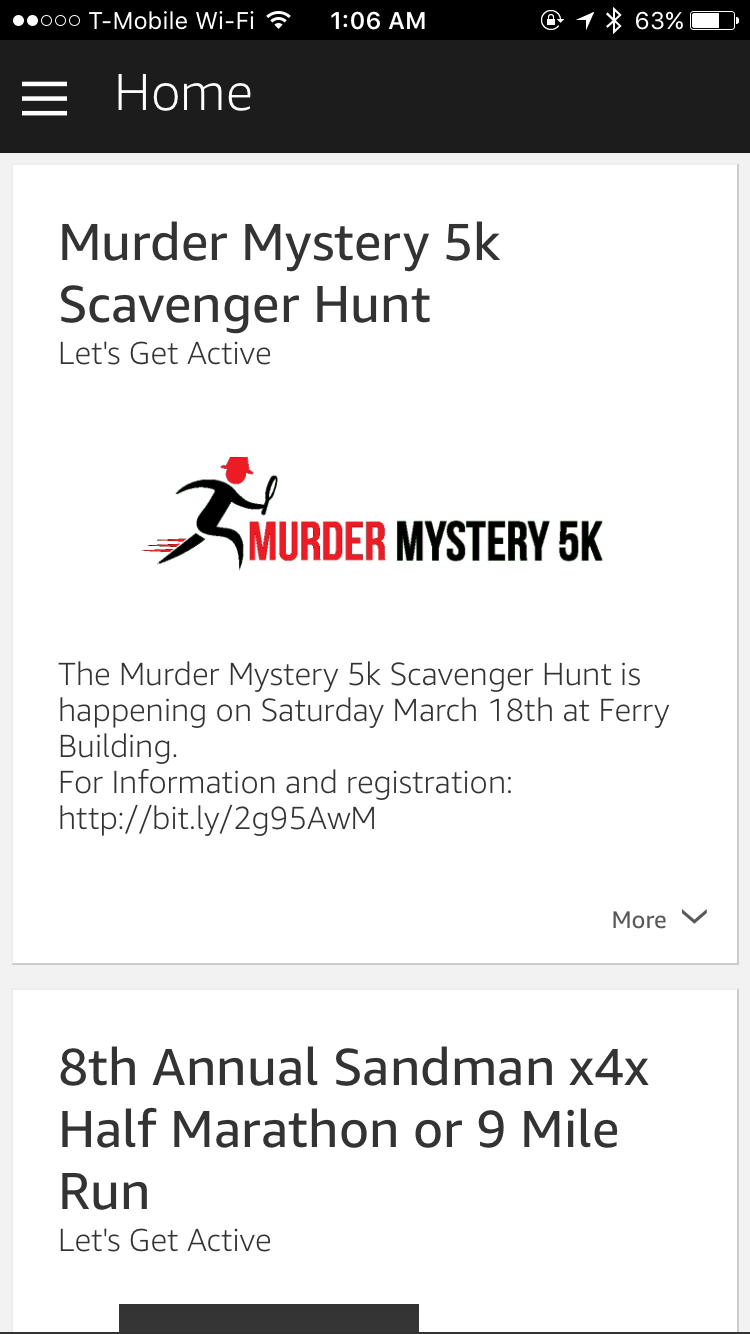 T-Mobile Wi-Fi 1:06 AM 63%
Home
Murder Mystery 5k
Scavenger Hunt
Let's Get Active
MURDER MYSTERY 5K
The Murder Mystery 5k Scavenger Hunt is
happening on Saturday March 18th at Ferry
Building.
For Information and registration:
http://bit.ly/2g95AwM
More
8th Annual Sandman x4x
Half Marathon or 9 Mile
Run
Let's Get Active